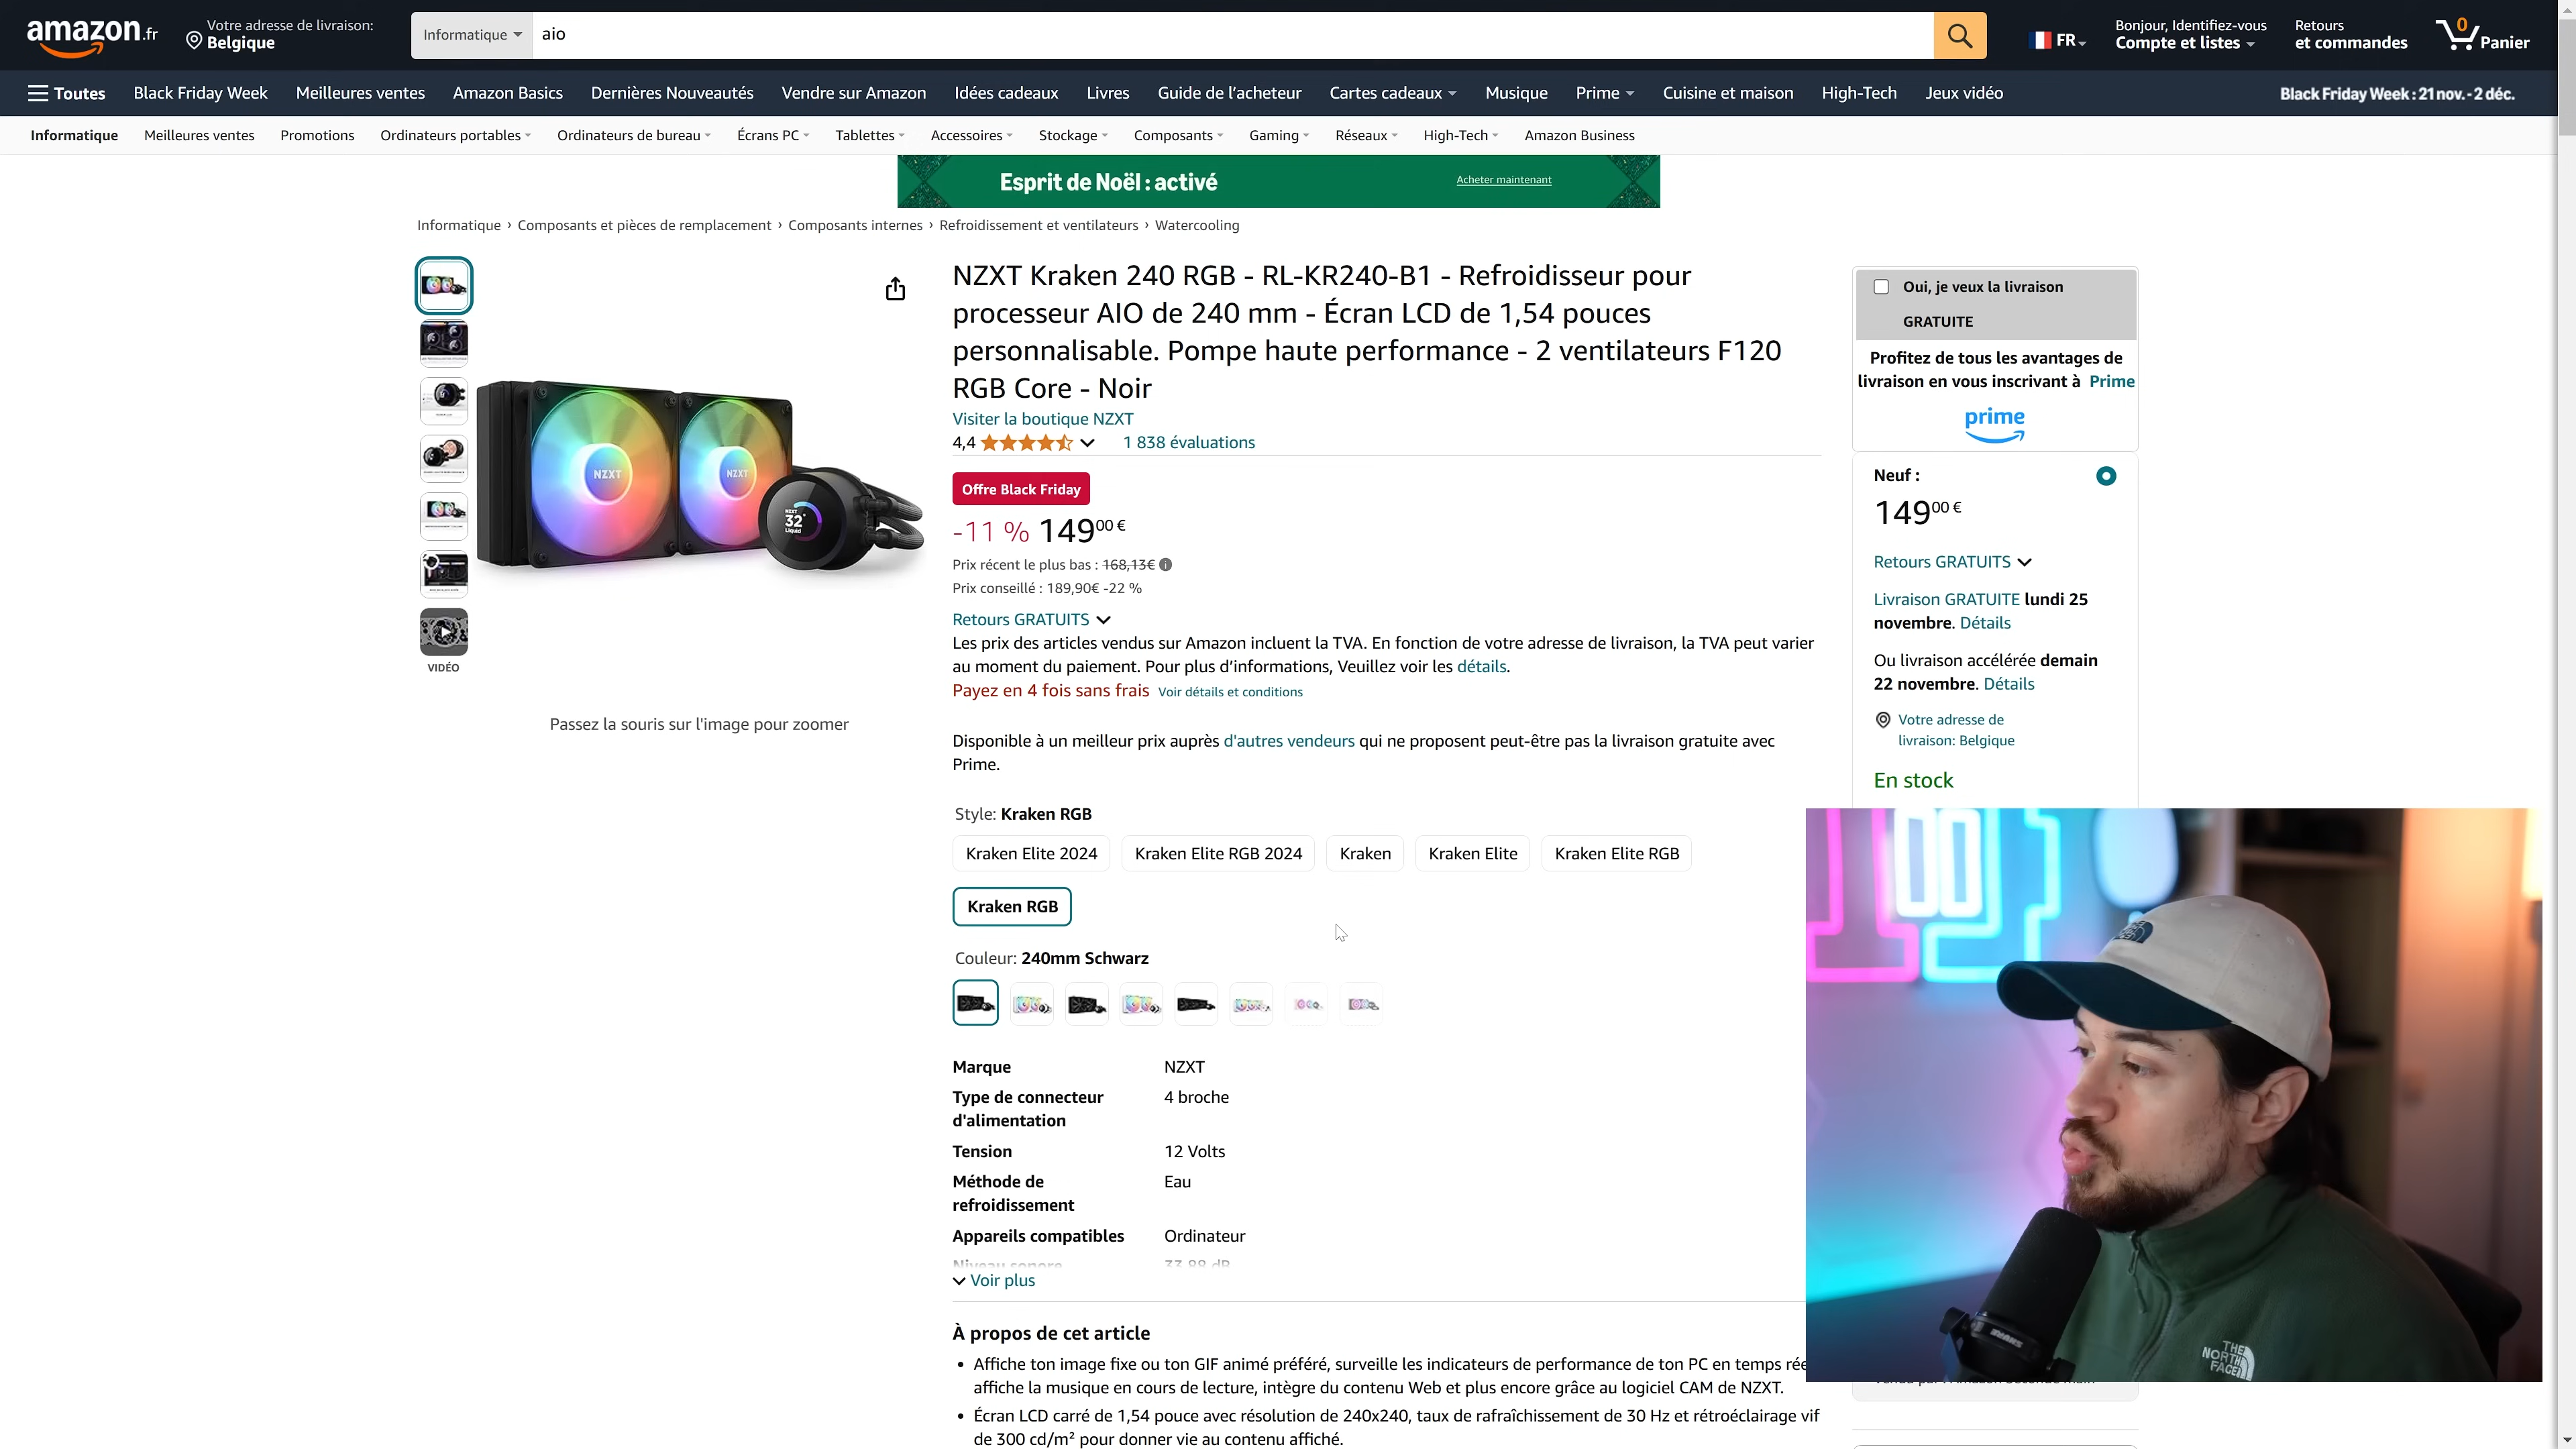 amazon.fr
Votre adresse de livraison:
Belgique
Informatique
aio
FR
Bonjour, Identifiez-vous
Compte et listes
Retours
et commandes
0
Panier
Toutes
Black Friday Week
Meilleures ventes
Amazon Basics
Dernières Nouveautés
Vendre sur Amazon
Idées cadeaux
Livres
Guide de l’acheteur
Cartes cadeaux
Musique
Prime
Cuisine et maison
High-Tech
Jeux vidéo
Black Friday Week : 21 nov. - 2 déc.
Informatique
Meilleures ventes
Promotions
Ordinateurs portables
Ordinateurs de bureau
Écrans PC
Tablettes
Accessoires
Stockage
Composants
Gaming
Réseaux
High-Tech
Amazon Business
Esprit de Noël : activé
Acheter maintenant
Informatique › Composants et pièces de remplacement › Composants internes › Refroidissement et ventilateurs › Watercooling
VIDÉO
NZXT
NZXT
NZXT
32°
Liquid
Passez la souris sur l'image pour zoomer
NZXT Kraken 240 RGB - RL-KR240-B1 - Refroidisseur pour
processeur AIO de 240 mm - Écran LCD de 1,54 pouces
personnalisable. Pompe haute performance - 2 ventilateurs F120
RGB Core - Noir
Visiter la boutique NZXT
4,4
1 838 évaluations
Offre Black Friday
-11 % 149,00 €
Prix récent le plus bas : 168,13€
Prix conseillé : 189,90€ -22 %
Retours GRATUITS
Les prix des articles vendus sur Amazon incluent la TVA. En fonction de votre adresse de livraison, la TVA peut varier
au moment du paiement. Pour plus d’informations, Veuillez voir les détails.
Payez en 4 fois sans frais Voir détails et conditions
Disponible à un meilleur prix auprès d'autres vendeurs qui ne proposent peut-être pas la livraison gratuite avec
Prime.
Style: Kraken RGB
Kraken Elite 2024
Kraken Elite RGB 2024
Kraken
Kraken Elite
Kraken Elite RGB
Kraken RGB
Couleur: 240mm Schwarz
Marque NZXT
Type de connecteur
d'alimentation
4 broche
Tension 12 Volts
Méthode de
refroidissement
Eau
Appareils compatibles Ordinateur
Niveau sonore 33.88 dB
Voir plus
À propos de cet article
• Affiche ton image fixe ou ton GIF animé préféré, surveille les indicateurs de performance de ton PC en temps rée
affiche la musique en cours de lecture, intègre du contenu Web et plus encore grâce au logiciel CAM de NZXT.
• Écran LCD carré de 1,54 pouce avec résolution de 240x240, taux de rafraîchissement de 30 Hz et rétroéclairage vif
de 300 cd/m² pour donner vie au contenu affiché.
Oui, je veux la livraison
GRATUITE
Profitez de tous les avantages de
livraison en vous inscrivant à Prime
prime
Neuf :
149,00 €
Retours GRATUITS
Livraison GRATUITE lundi 25
novembre. Détails
Ou livraison accélérée demain
22 novembre. Détails
Votre adresse de
livraison: Belgique
En stock
THE
NORTH
FACE